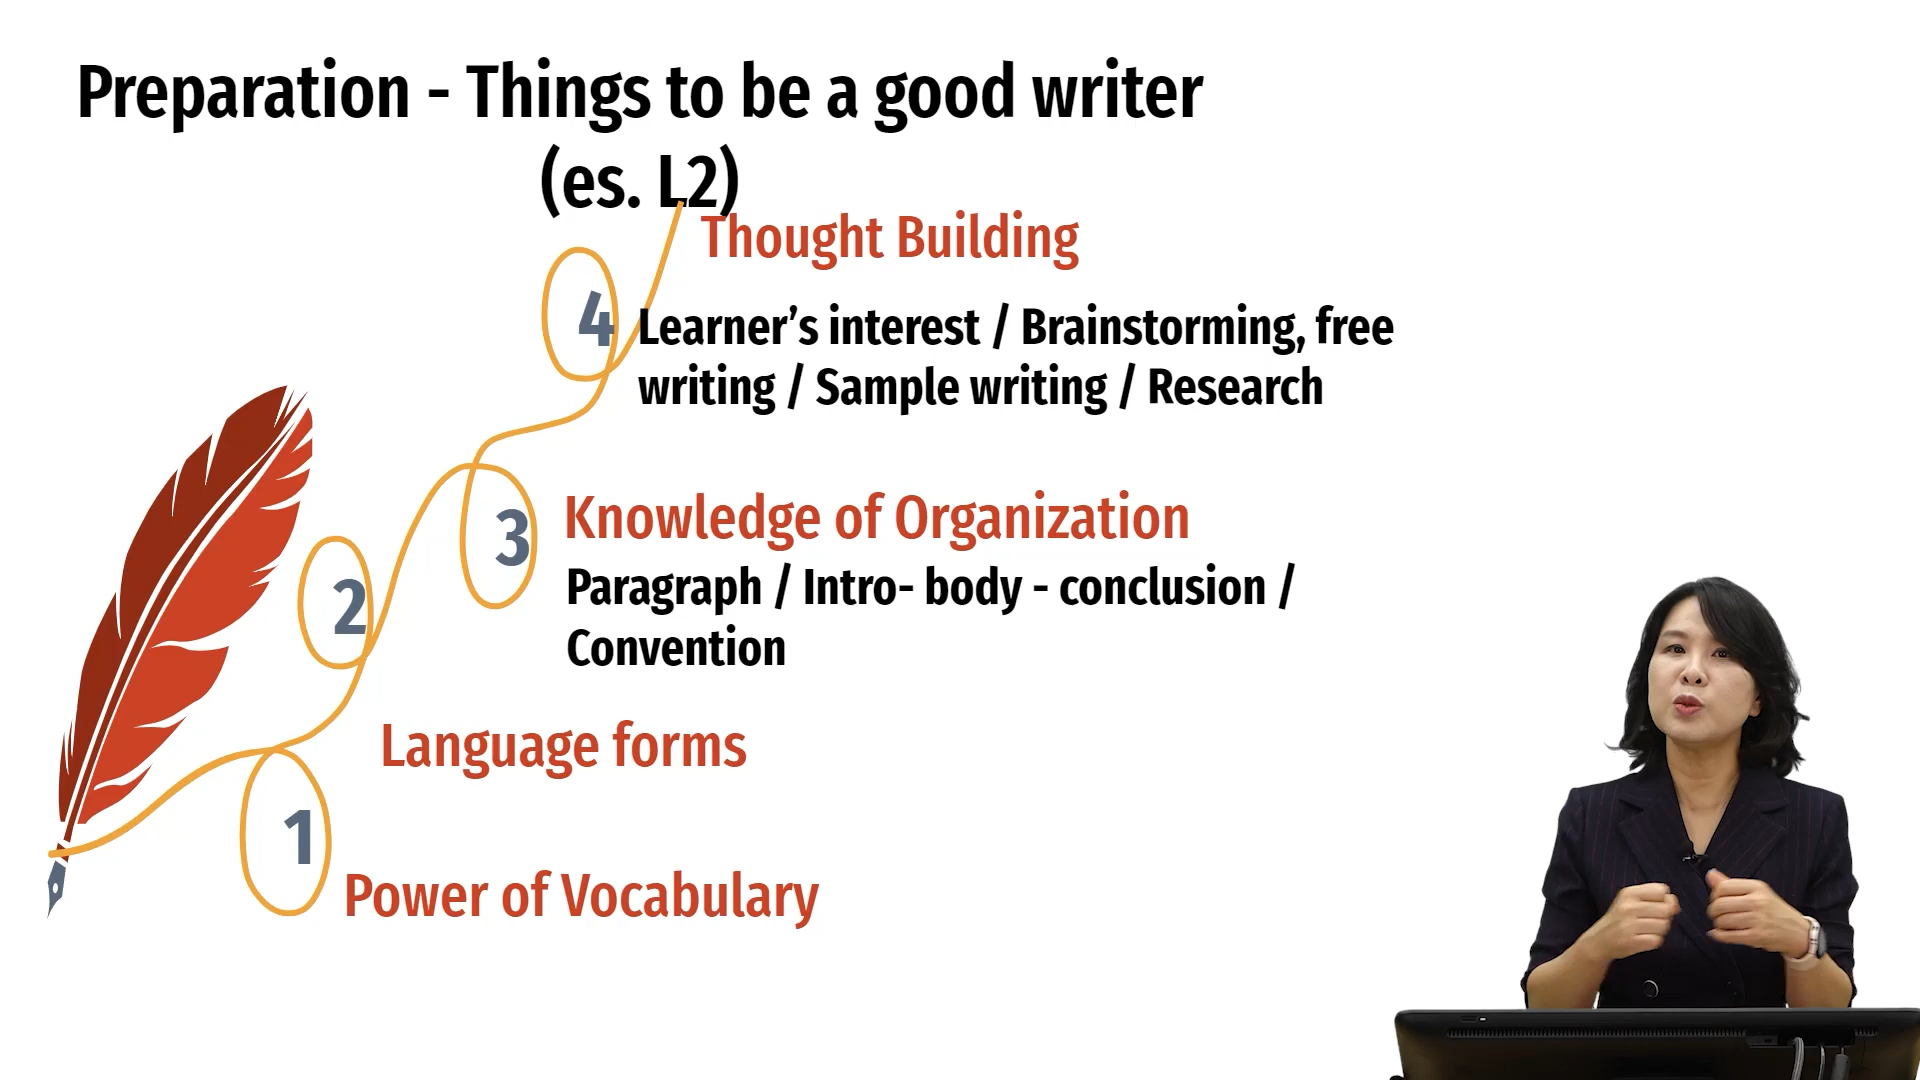 Preparation - Things to be a good writer
(es. L2)
Thought Building
4
Learner’s interest / Brainstorming, free
writing / Sample writing / Research
3
Knowledge of Organization
Paragraph / Intro- body - conclusion /
Convention
2
Language forms
1
Power of Vocabulary